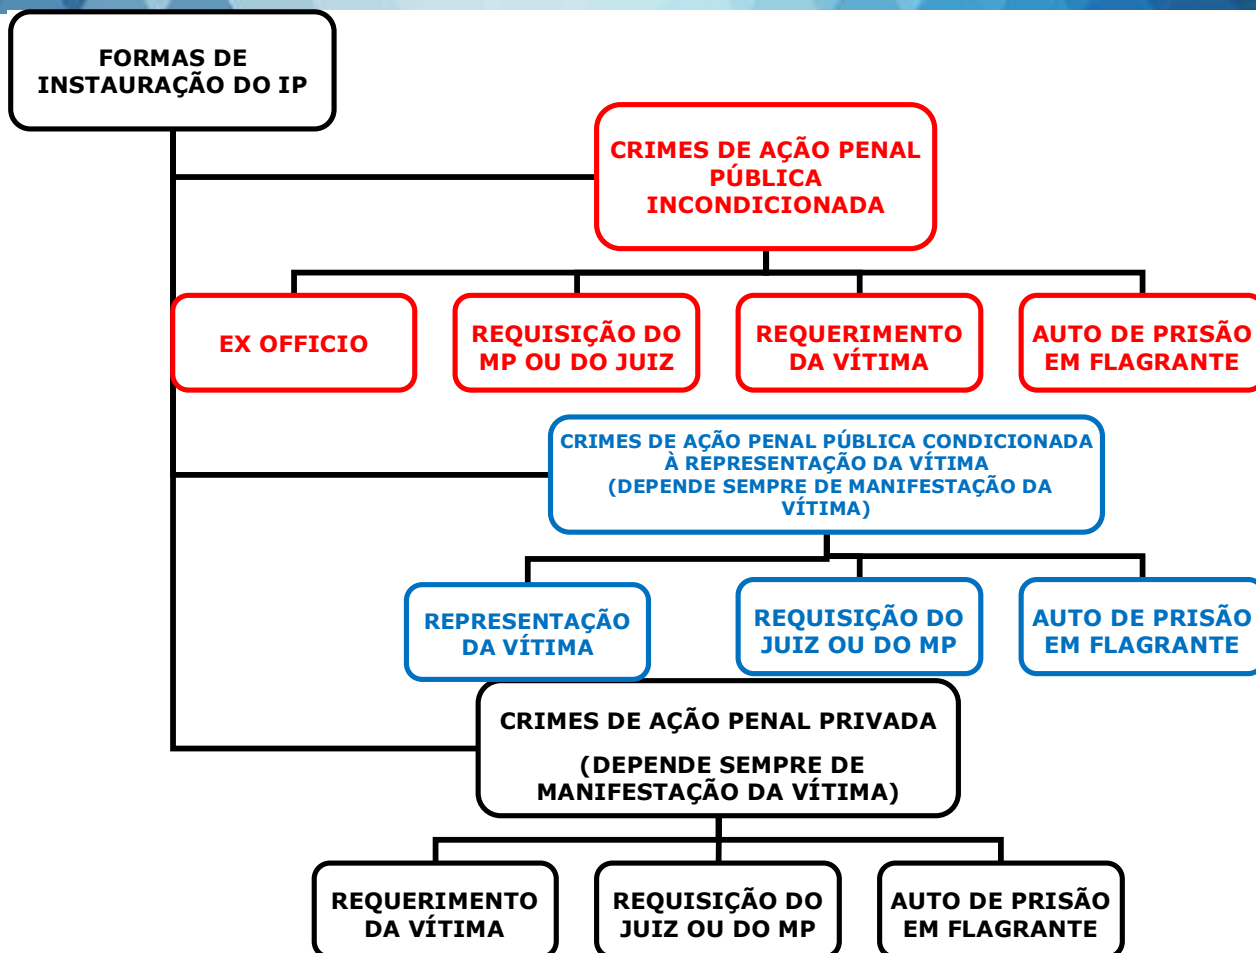 FORMAS DE
INSTAURAÇÃO DO IP
CRIMES DE AÇÃO PENAL
PÚBLICA
INCONDICIONADA
EX OFFICIO
REQUISIÇÃO DO
MP OU DO JUIZ
REQUERIMENTO
DA VÍTIMA
AUTO DE PRISÃO
EM FLAGRANTE
CRIMES DE AÇÃO PENAL PÚBLICA CONDICIONADA
À REPRESENTAÇÃO DA VÍTIMA
(DEPENDE SEMPRE DE MANIFESTAÇÃO DA
VÍTIMA)
REPRESENTAÇÃO
DA VÍTIMA
REQUISIÇÃO DO
JUIZ OU DO MP
AUTO DE PRISÃO
EM FLAGRANTE
CRIMES DE AÇÃO PENAL PRIVADA
(DEPENDE SEMPRE DE
MANIFESTAÇÃO DA VÍTIMA)
REQUERIMENTO
DA VÍTIMA
REQUISIÇÃO DO
JUIZ OU DO MP
AUTO DE PRISÃO
EM FLAGRANTE